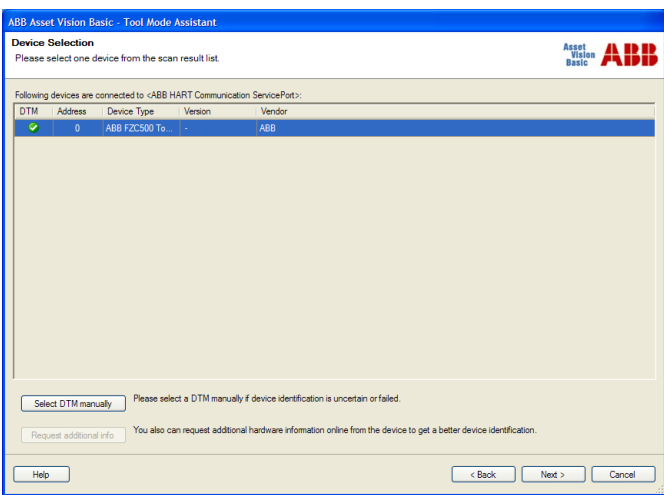 ABB Asset Vision Basic - Tool Mode Assistant
Device Selection
Please select one device from the scan result list.
Asset
Vision
Basic
ABB
Following devices are connected to <ABB HART Communication ServicePort>:
DTM Address Device Type Version Vendor
0 ABB FZC500 To... - ABB
Select DTM manually Please select a DTM manually if device identification is uncertain or failed.
Request additional info You also can request additional hardware information online from the device to get a better device identification.
Help < Back Next > Cancel